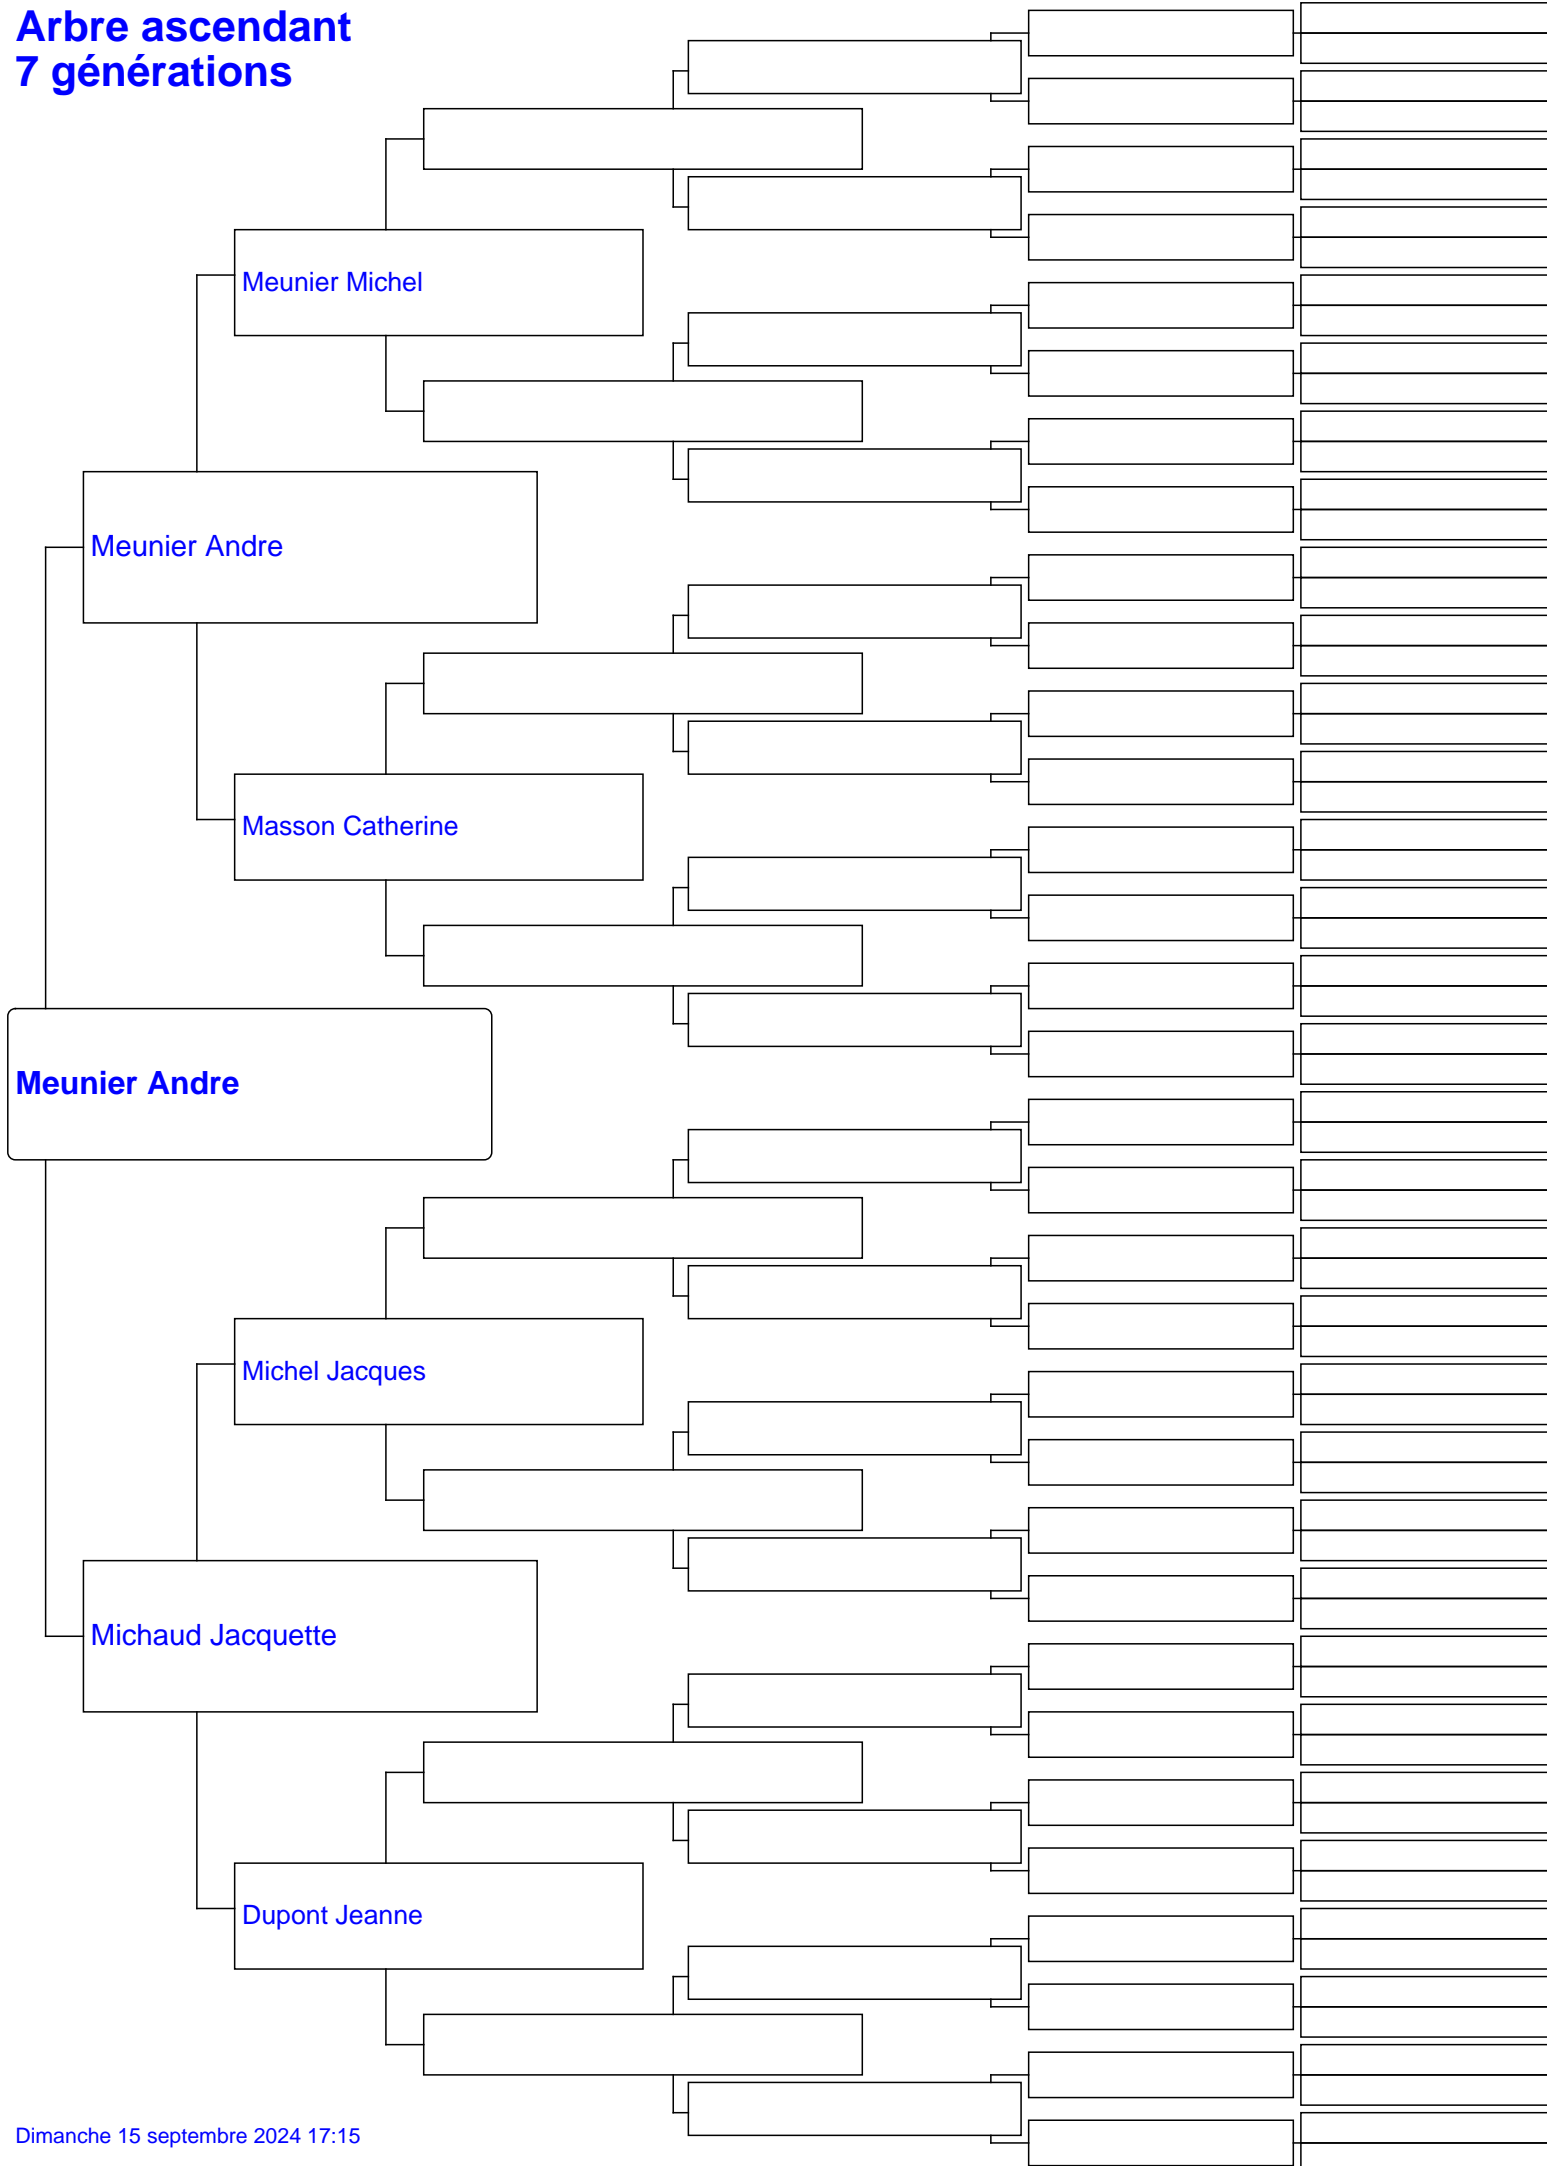 Arbre ascendant
7 générations
Meunier Michel
Meunier Andre
Masson Catherine
Meunier Andre
Michel Jacques
Michaud Jacquette
Dupont Jeanne
Dimanche 15 septembre 2024 17:15